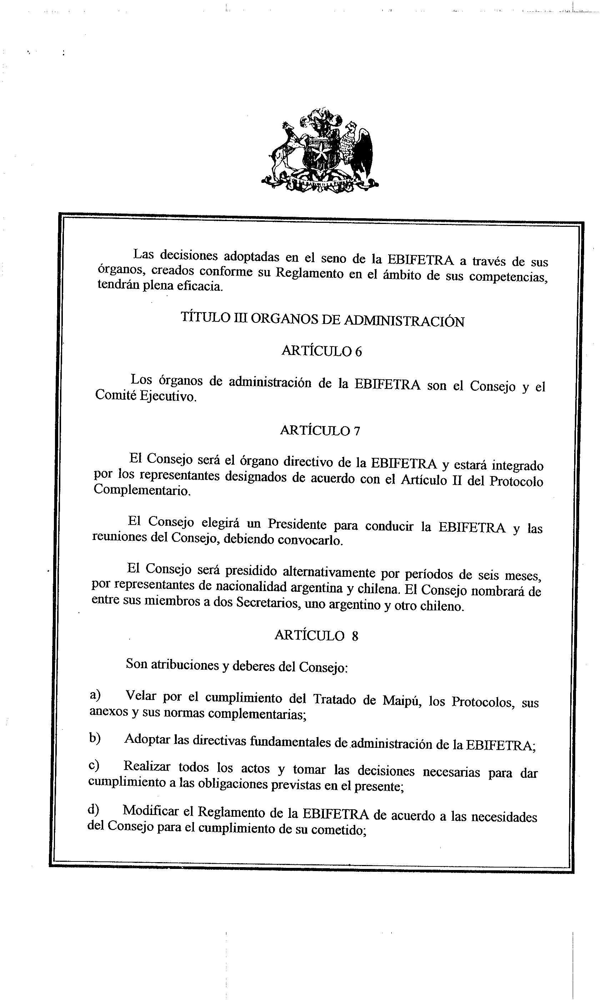 Las decisiones adoptadas en el seno de la EBIFETRA a través de sus
órganos, creados conforme su Reglamento en el ámbito de sus competencias,
tendrán plena eficacia.
TÍTULO III ORGANOS DE ADMINISTRACIÓN
ARTÍCULO 6
Los órganos de administración de la EBIFETRA son el Consejo y el
Comité Ejecutivo.
ARTÍCULO 7
El Consejo será el órgano directivo de la EBIFETRA y estará integrado
por los representantes designados de acuerdo con el Artículo II del Protocolo
Complementario.
El Consejo elegirá un Presidente para conducir la EBIFETRA y las
reuniones del Consejo, debiendo convocarlo.
El Consejo será presidido alternativamente por períodos de seis meses,
por representantes de nacionalidad argentina y chilena. El Consejo nombrará de
entre sus miembros a dos Secretarios, uno argentino y otro chileno.
ARTÍCULO 8
Son atribuciones y deberes del Consejo:
a) Velar por el cumplimiento del Tratado de Maipú, los Protocolos, sus
anexos y sus normas complementarias;
b) Adoptar las directivas fundamentales de administración de la EBIFETRA;
c) Realizar todos los actos y tomar las decisiones necesarias para dar
cumplimiento a las obligaciones previstas en el presente;
d) Modificar el Reglamento de la EBIFETRA de acuerdo a las necesidades
del Consejo para el cumplimiento de su cometido;